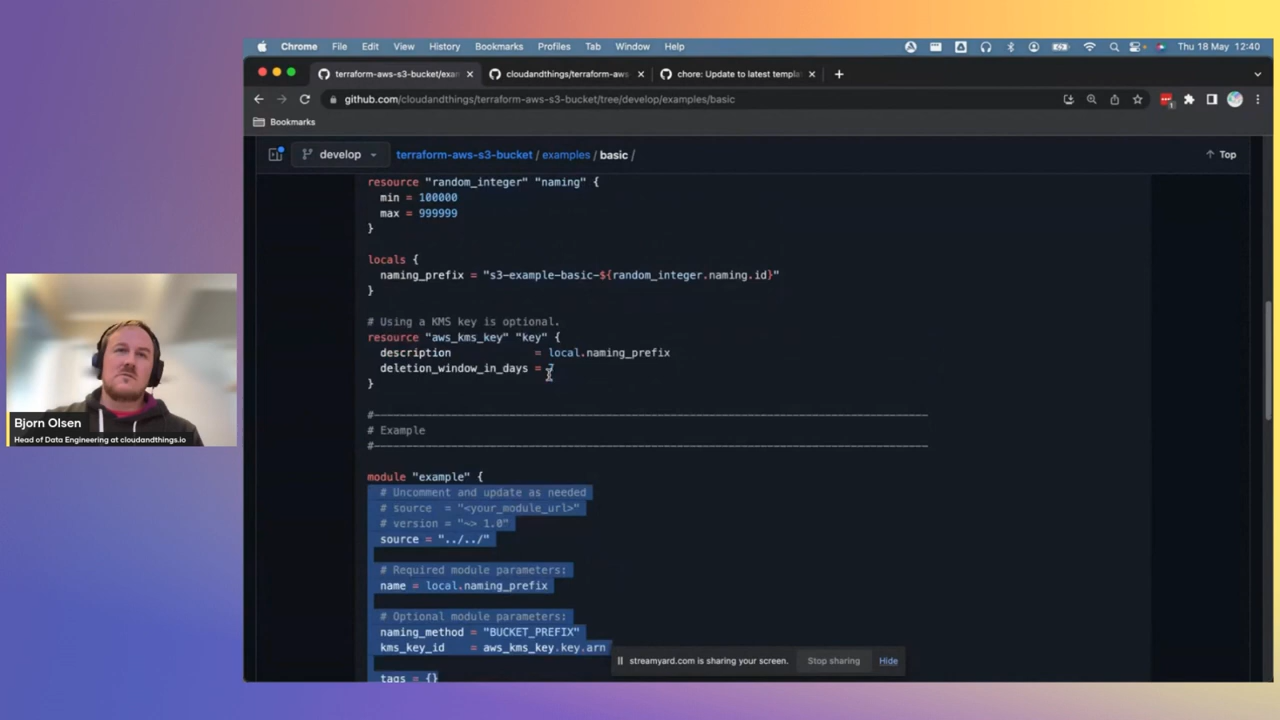 Chrome File Edit View History Bookmarks Profiles Tab Window Help Thu 18 May 12:40
terraform-aws-s3-bucket/exa × cloudandthings/terraform-aws × chore: Update to latest templa × +
github.com/cloudandthings/terraform-aws-s3-bucket/tree/develop/examples/basic
Bookmarks
develop terraform-aws-s3-bucket / examples / basic / Top
resource "random_integer" "naming" {
min = 100000
max = 999999
}
locals {
naming_prefix = "s3-example-basic-${random_integer.naming.id}"
}
# Using a KMS key is optional.
resource "aws_kms_key" "key" {
description = local.naming_prefix
deletion_window_in_days = 7
}
#--------------------------------------------------------------------------------------
# Example
#--------------------------------------------------------------------------------------
module "example" {
# Uncomment and update as needed
# source = "<your_module_url>"
# version = "~> 1.0"
source = "../../"
# Required module parameters:
name = local.naming_prefix
# Optional module parameters:
naming_method = "BUCKET_PREFIX"
kms_key_id = aws_kms_key.key.arn
tags = {}
streamyard.com is sharing your screen. Stop sharing Hide
Bjorn Olsen
Head of Data Engineering at cloudandthings.io